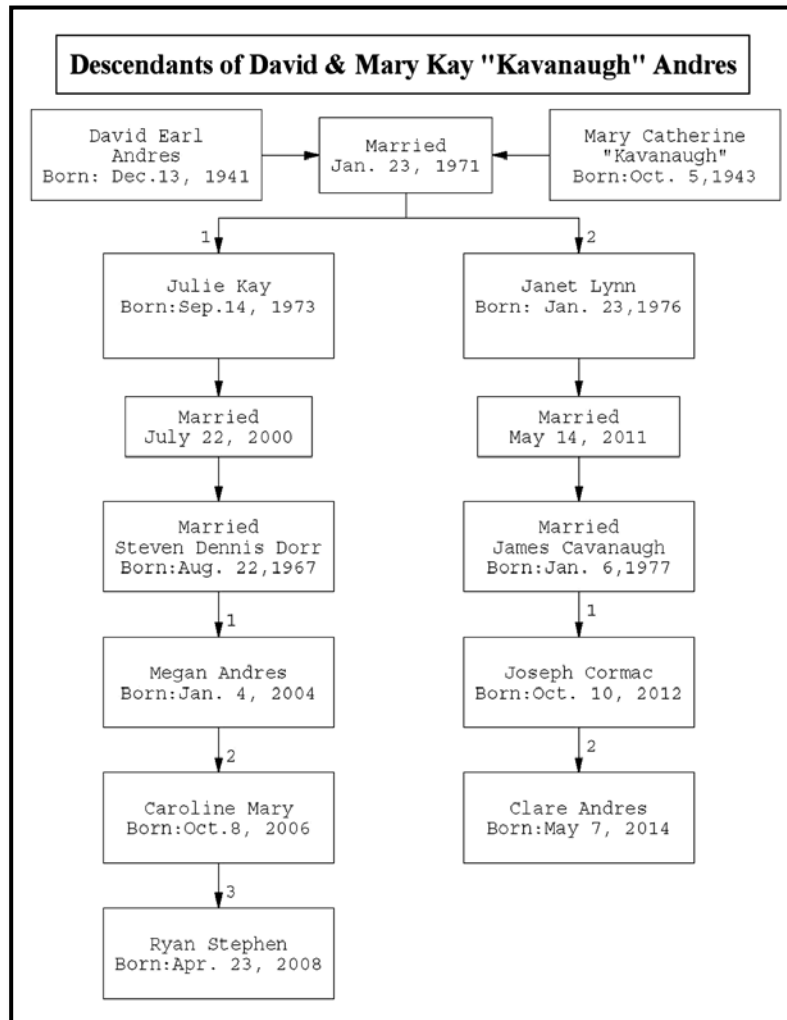 Descendants of David & Mary Kay "Kavanaugh" Andres
David Earl
Andres
Born: Dec.13, 1941
Married
Jan. 23, 1971
Mary Catherine
"Kavanaugh"
Born:Oct. 5,1943
1
2
Julie Kay
Born:Sep.14, 1973
Janet Lynn
Born: Jan. 23,1976
Married
July 22, 2000
Married
May 14, 2011
Married
Steven Dennis Dorr
Born:Aug. 22,1967
Married
James Cavanaugh
Born:Jan. 6,1977
1
1
Megan Andres
Born:Jan. 4, 2004
Joseph Cormac
Born:Oct. 10, 2012
2
2
Caroline Mary
Born:Oct.8, 2006
Clare Andres
Born:May 7, 2014
3
Ryan Stephen
Born:Apr. 23, 2008